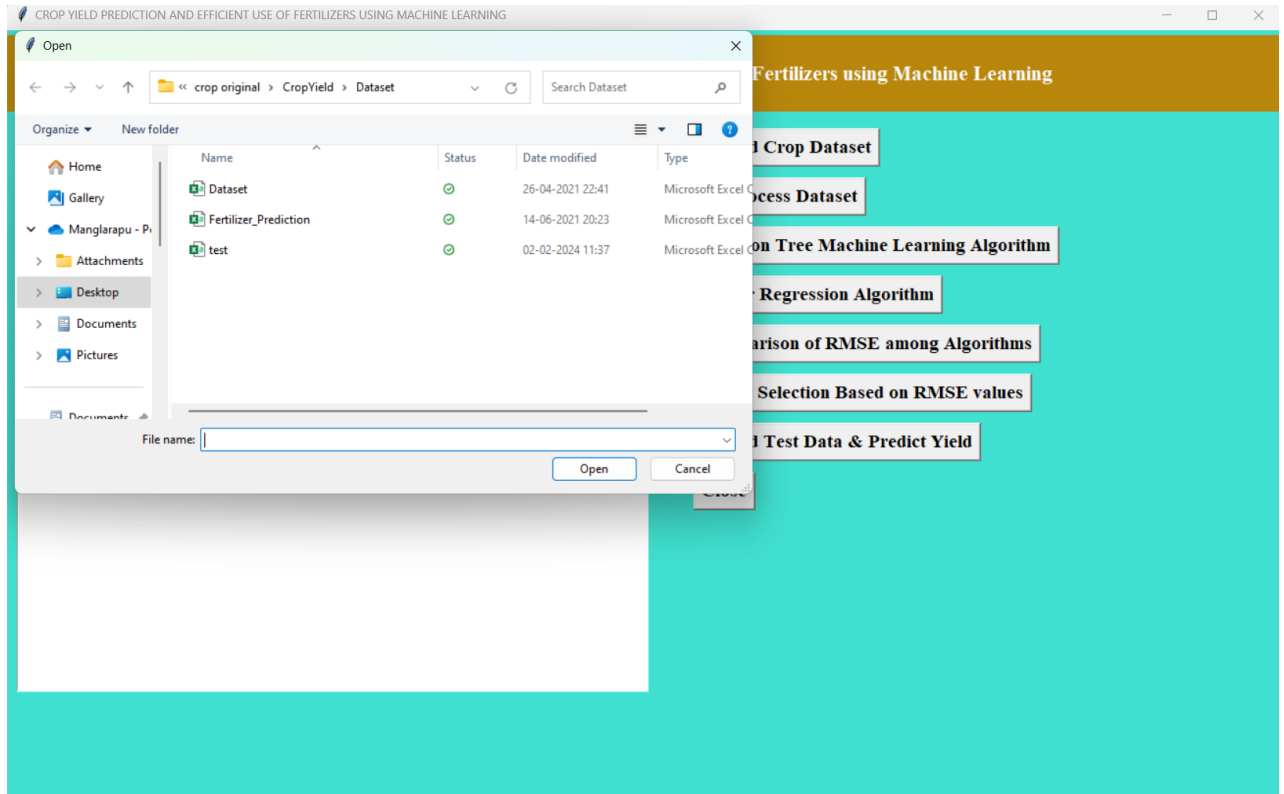 CROP YIELD PREDICTION AND EFFICIENT USE OF FERTILIZERS USING MACHINE LEARNING
Open
Fertilizers using Machine Learning
« crop original > CropYield > Dataset
Search Dataset
Organize
New folder
Name Status Date modified Type
Home
Gallery
Manglarapu - P
Attachments
Desktop
Documents
Pictures
Documents
Dataset 26-04-2021 22:41 Microsoft Excel C
Fertilizer_Prediction 14-06-2021 20:23 Microsoft Excel C
test 02-02-2024 11:37 Microsoft Excel C
File name:
Open
Cancel
Crop Dataset
cess Dataset
on Tree Machine Learning Algorithm
Regression Algorithm
arison of RMSE among Algorithms
Selection Based on RMSE values
Test Data & Predict Yield
Close